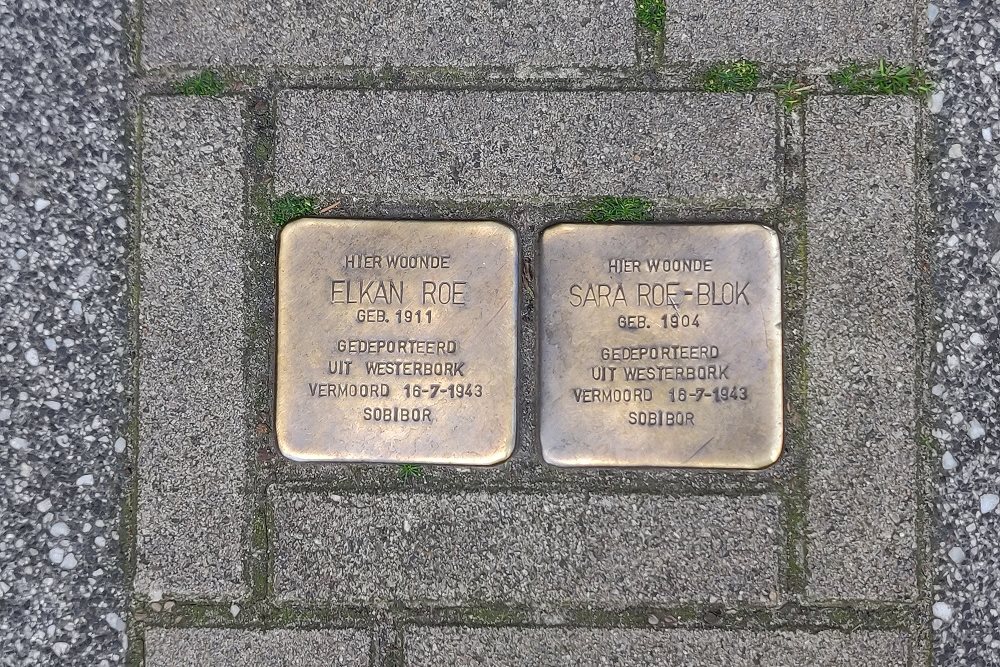 HIER WOONDE
ELKAN ROE
GEB. 1911
GEDEPORTEERD
UIT WESTERBORK
VERMOORD 16-7-1943
SOBIBOR
HIER WOONDE
SARA ROE-BLOK
GEB. 1904
GEDEPORTEERD
UIT WESTERBORK
VERMOORD 16-7-1943
SOBIBOR